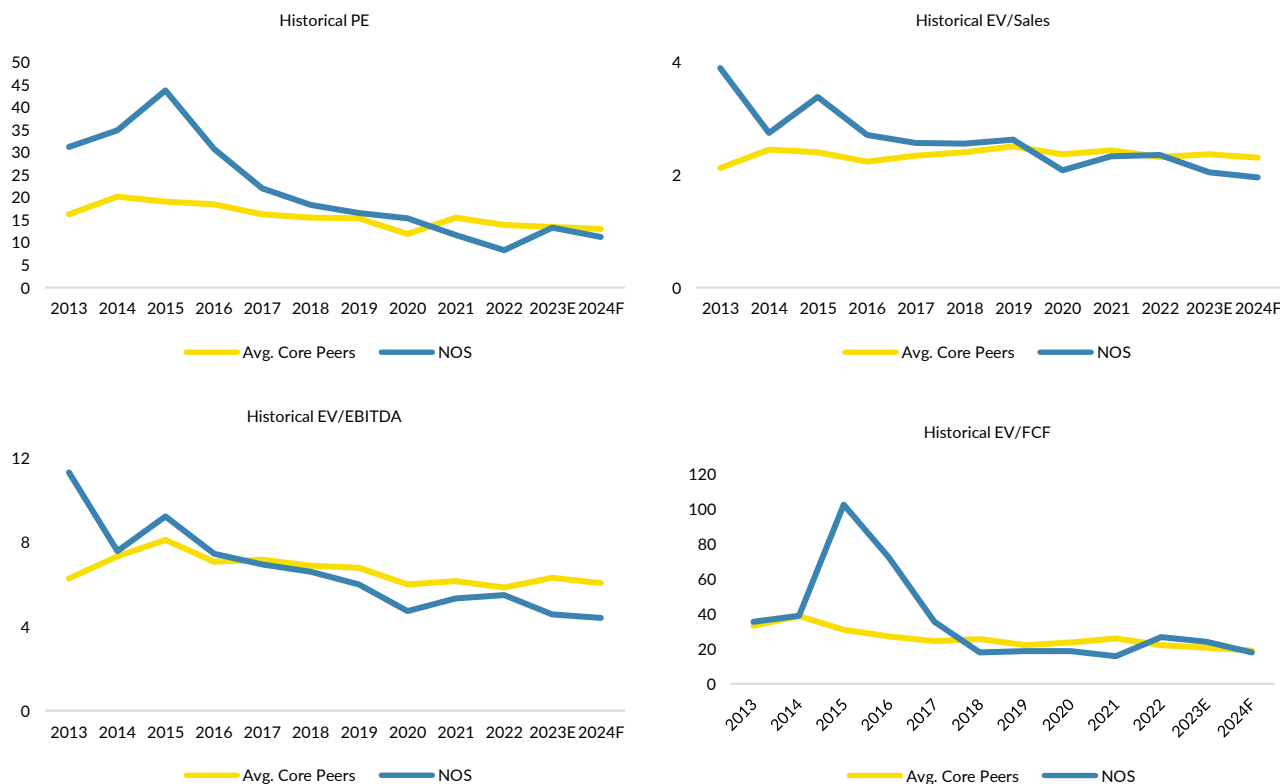 Historical PE
50
45
40
35
30
25
20
15
10
5
0
2013 2014 2015 2016 2017 2018 2019 2020 2021 2022 2023E 2024F
Avg. Core Peers NOS
Historical EV/Sales
4
2
0
2013 2014 2015 2016 2017 2018 2019 2020 2021 2022 2023E 2024F
Avg. Core Peers NOS
Historical EV/EBITDA
12
8
4
0
2013 2014 2015 2016 2017 2018 2019 2020 2021 2022 2023E 2024F
Avg. Core Peers NOS
Historical EV/FCF
120
100
80
60
40
20
0
2013 2014 2015 2016 2017 2018 2019 2020 2021 2022 2023E 2024F
Avg. Core Peers NOS